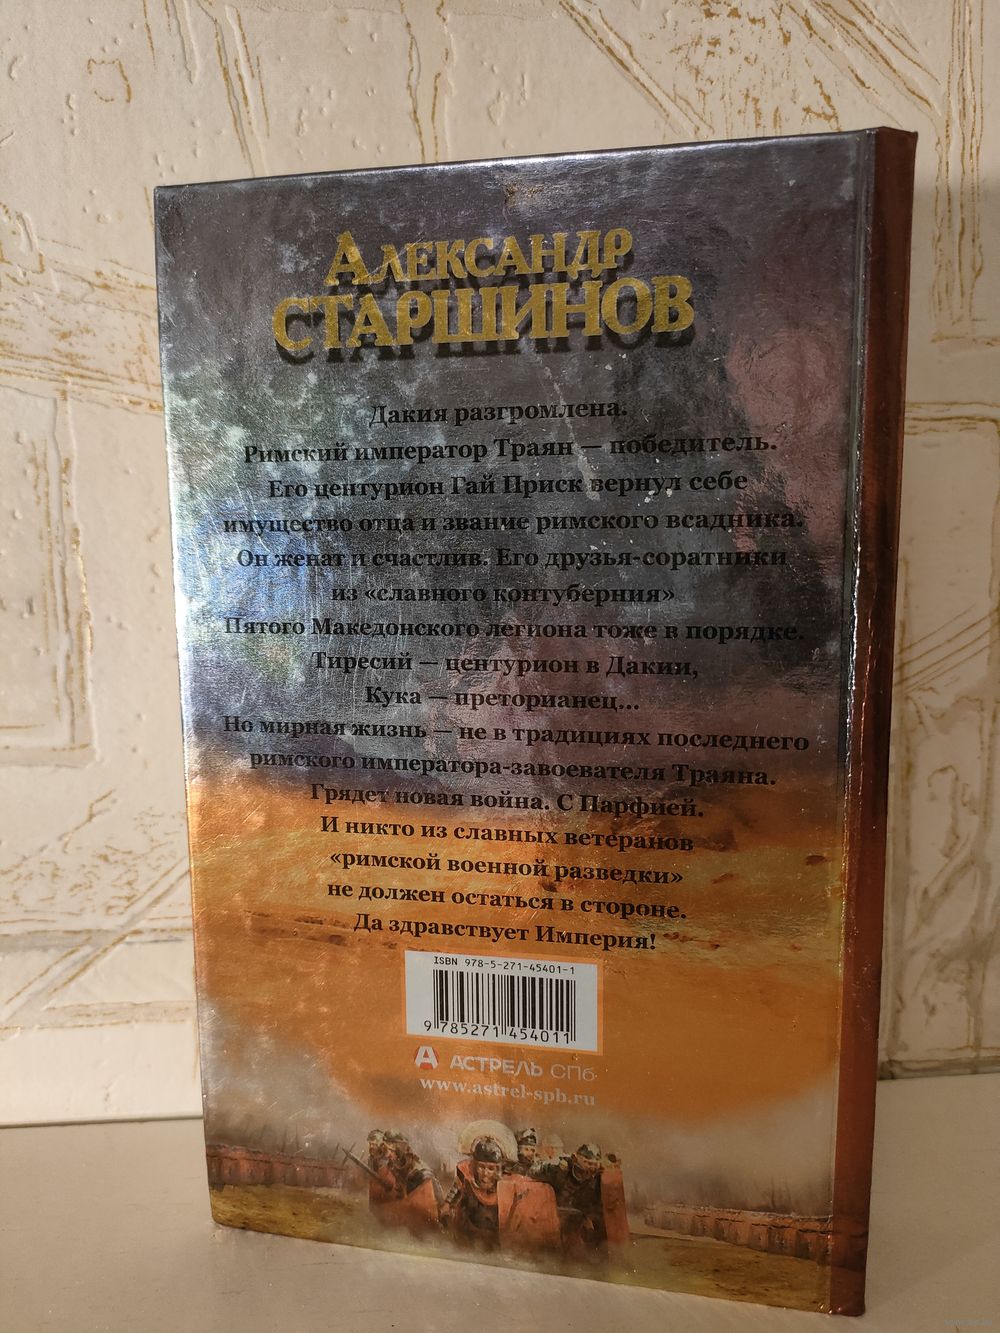 АЛЕКСАНДР
СТАРШИНОВ
Дакия разгромлена.
Римский император Траян — победитель.
Его центурион Гай Приск вернул себе
имущество отца и звание римского всадника.
Он женат и счастлив. Его друзья-соратники
из «славного контуберния»
Пятого Македонского легиона тоже в порядке.
Тиресий — центурион в Дакии,
Кука — преторианец...
Но мирная жизнь — не в традициях последнего
римского императора-завоевателя Траяна.
Грядет новая война. С Парфией.
И никто из славных ветеранов
«римской военной разведки»
не должен остаться в стороне.
Да здравствует Империя!
ISBN 978-5-271-45401-1
9 785271 454011
АСТРЕЛЬ СПб
www.astrel-spb.ru